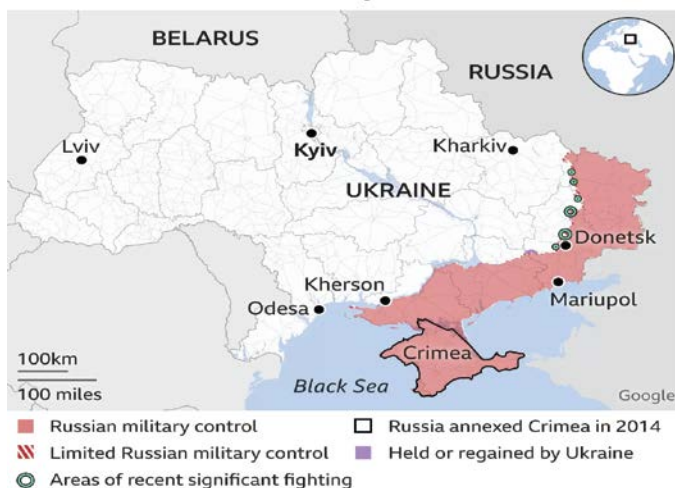 BELARUS
RUSSIA
Lviv
Kyiv
Kharkiv
UKRAINE
Donetsk
Kherson
Mariupol
Odesa
Crimea
100km
100 miles
Black Sea
Google
Russian military control
Russia annexed Crimea in 2014
Limited Russian military control
Held or regained by Ukraine
Areas of recent significant fighting